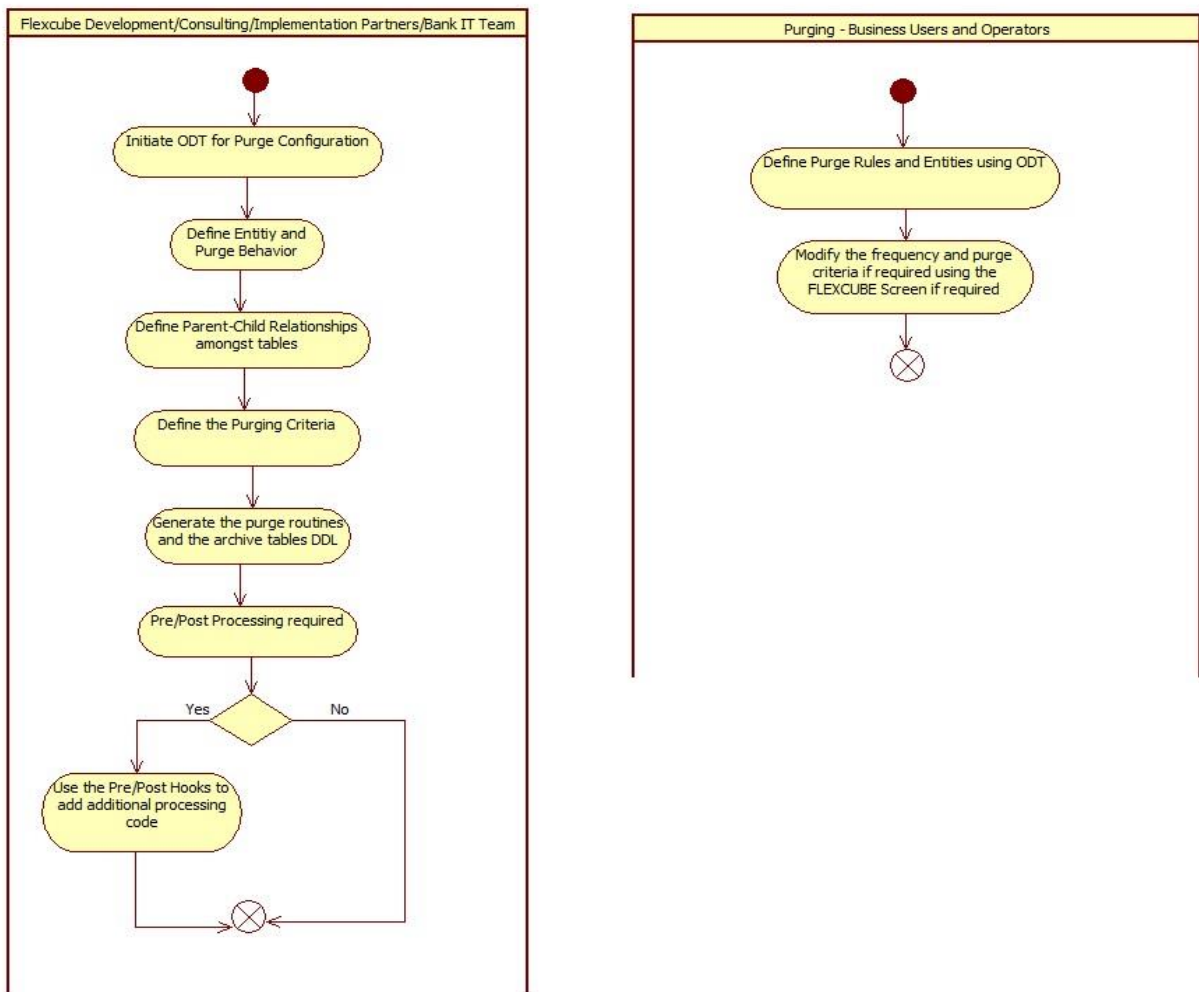 Flexcube Development/Consulting/Implementation Partners/Bank IT Team
Initiate ODT for Purge Configuration
Define Entitiy and
Purge Behavior
Define Parent-Child Relationships
amongst tables
Define the Purging Criteria
Generate the purge routines
and the archive tables DDL
Pre/Post Processing required
Yes
No
Use the Pre/Post Hooks to
add additional processing
code
Purging - Business Users and Operators
Define Purge Rules and Entities using ODT
Modify the frequency and purge
criteria if required using the
FLEXCUBE Screen if required